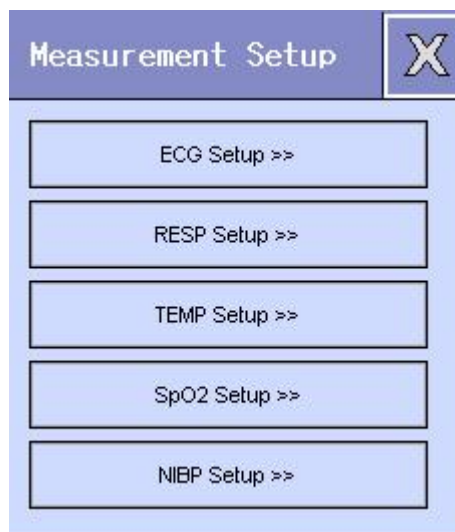 Measurement Setup X
ECG Setup >>
RESP Setup >>
TEMP Setup >>
SpO2 Setup >>
NIBP Setup >>